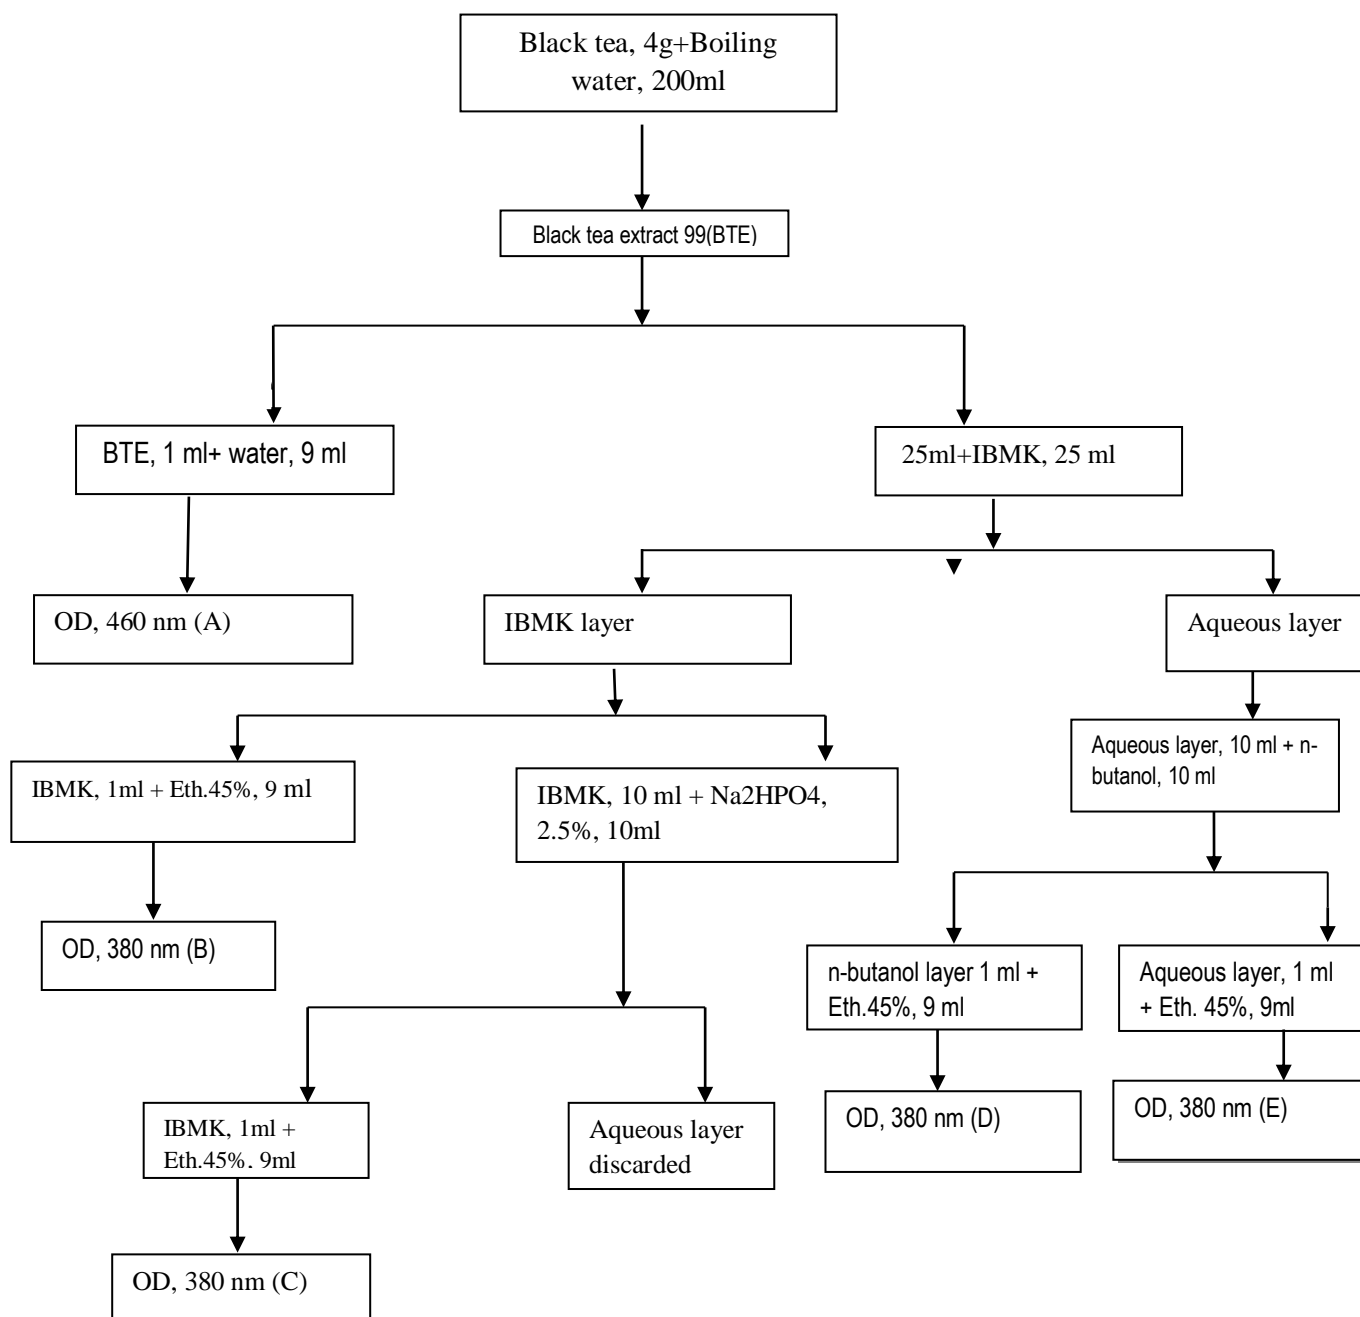 Black tea, 4g+Boiling
water, 200ml
Black tea extract 99(BTE)
BTE, 1 ml+ water, 9 ml
25ml+IBMK, 25 ml
OD, 460 nm (A)
IBMK layer
Aqueous layer
IBMK, 1ml + Eth.45%, 9 ml
IBMK, 10 ml + Na2HPO4,
2.5%, 10ml
Aqueous layer, 10 ml + n-
butanol, 10 ml
OD, 380 nm (B)
n-butanol layer 1 ml +
Eth.45%, 9 ml
Aqueous layer, 1 ml
+ Eth. 45%, 9ml
IBMK, 1ml +
Eth.45%, 9ml
Aqueous layer
discarded
OD, 380 nm (D)
OD, 380 nm (E)
OD, 380 nm (C)